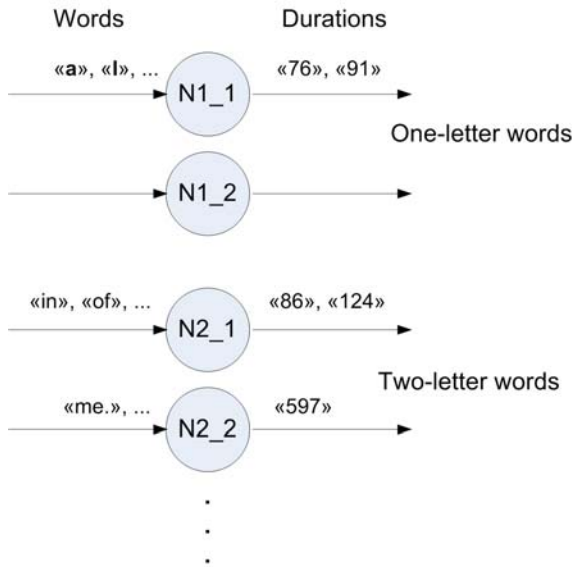 Words Durations
«a», «I», ... N1_1 «76», «91»
One-letter words
N1_2
«in», «of», ... N2_1 «86», «124»
Two-letter words
«me.», ... N2_2 «597»
.
.
.